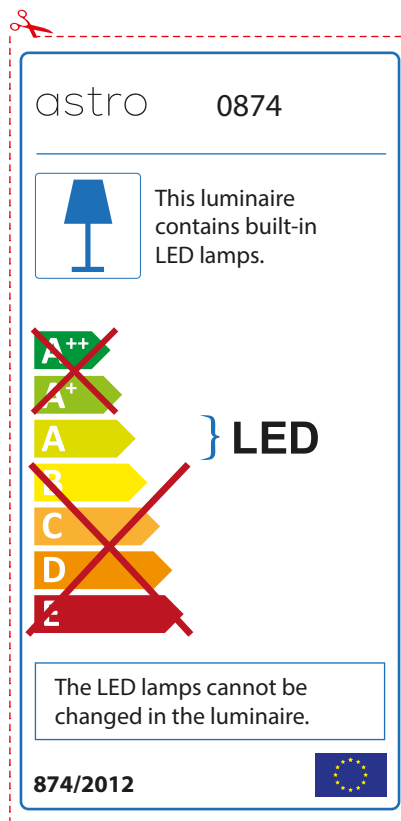 astro 0874
This luminaire
contains built-in
LED lamps.
A++
A+
A
} LED
B
C
D
E
The LED lamps cannot be
changed in the luminaire.
874/2012